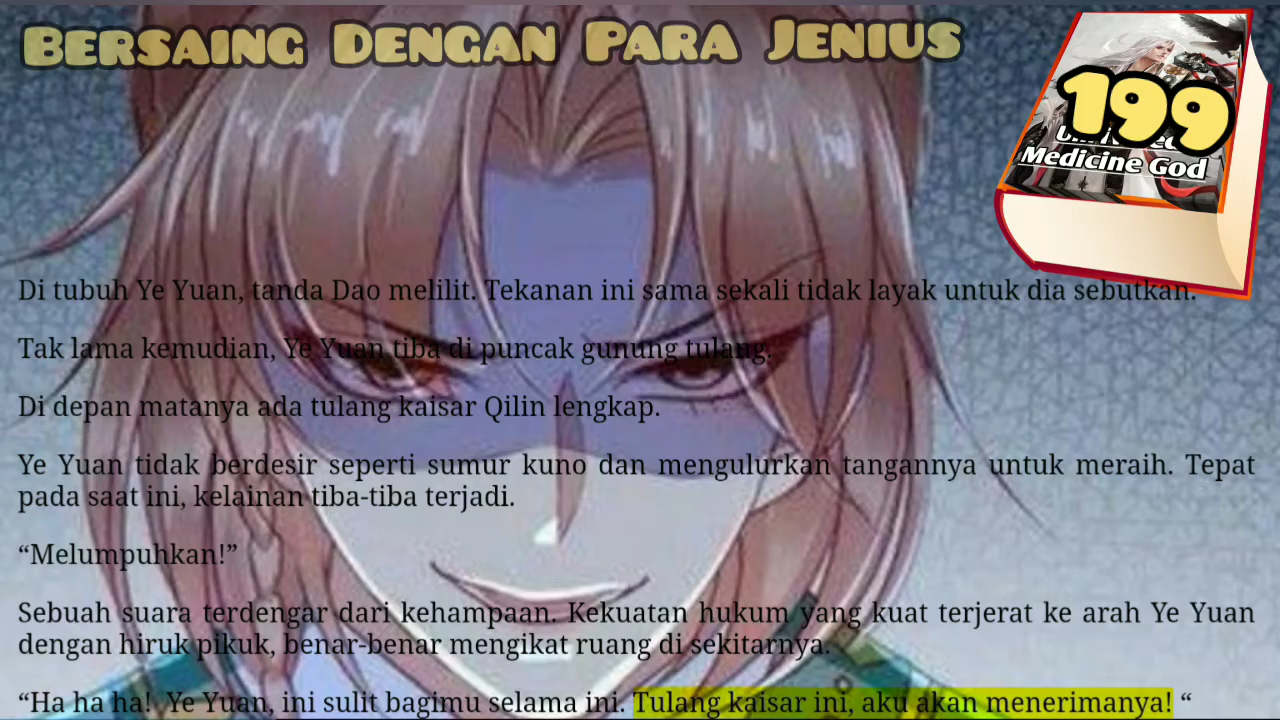 Bersaing Dengan Para Jenius
199
Medicine God
Di tubuh Ye Yuan, tanda Dao melilit. Tekanan ini sama sekali tidak layak untuk dia sebutkan.
Tak lama kemudian, Ye Yuan tiba di puncak gunung tulang.
Di depan matanya ada tulang kaisar Qilin lengkap.
Ye Yuan tidak berdesir seperti sumur kuno dan mengulurkan tangannya untuk meraih. Tepat
pada saat ini, kelainan tiba-tiba terjadi.
“Melumpuhkan!”
Sebuah suara terdengar dari kehampaan. Kekuatan hukum yang kuat terjerat ke arah Ye Yuan
dengan hiruk pikuk, benar-benar mengikat ruang di sekitarnya.
“Ha ha ha! Ye Yuan, ini sulit bagimu selama ini. Tulang kaisar ini, aku akan menerimanya! “